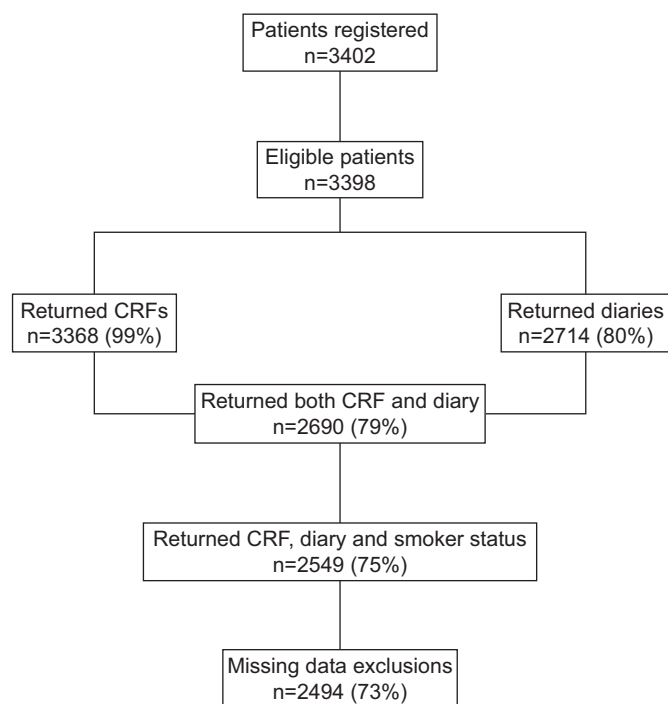 Patients registered
n=3402
Eligible patients
n=3398
Returned CRFs
n=3368 (99%)
Returned diaries
n=2714 (80%)
Returned both CRF and diary
n=2690 (79%)
Returned CRF, diary and smoker status
n=2549 (75%)
Missing data exclusions
n=2494 (73%)